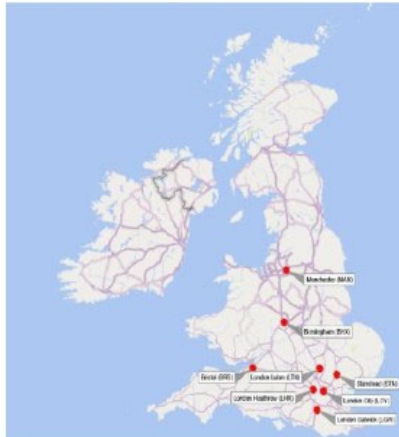 Manchester (MAN)
Birmingham (BHX)
Bristol (BRS)
London Luton (LTN)
Stansted (STN)
London Heathrow (LHR)
London City (LCY)
London Gatwick (LGW)